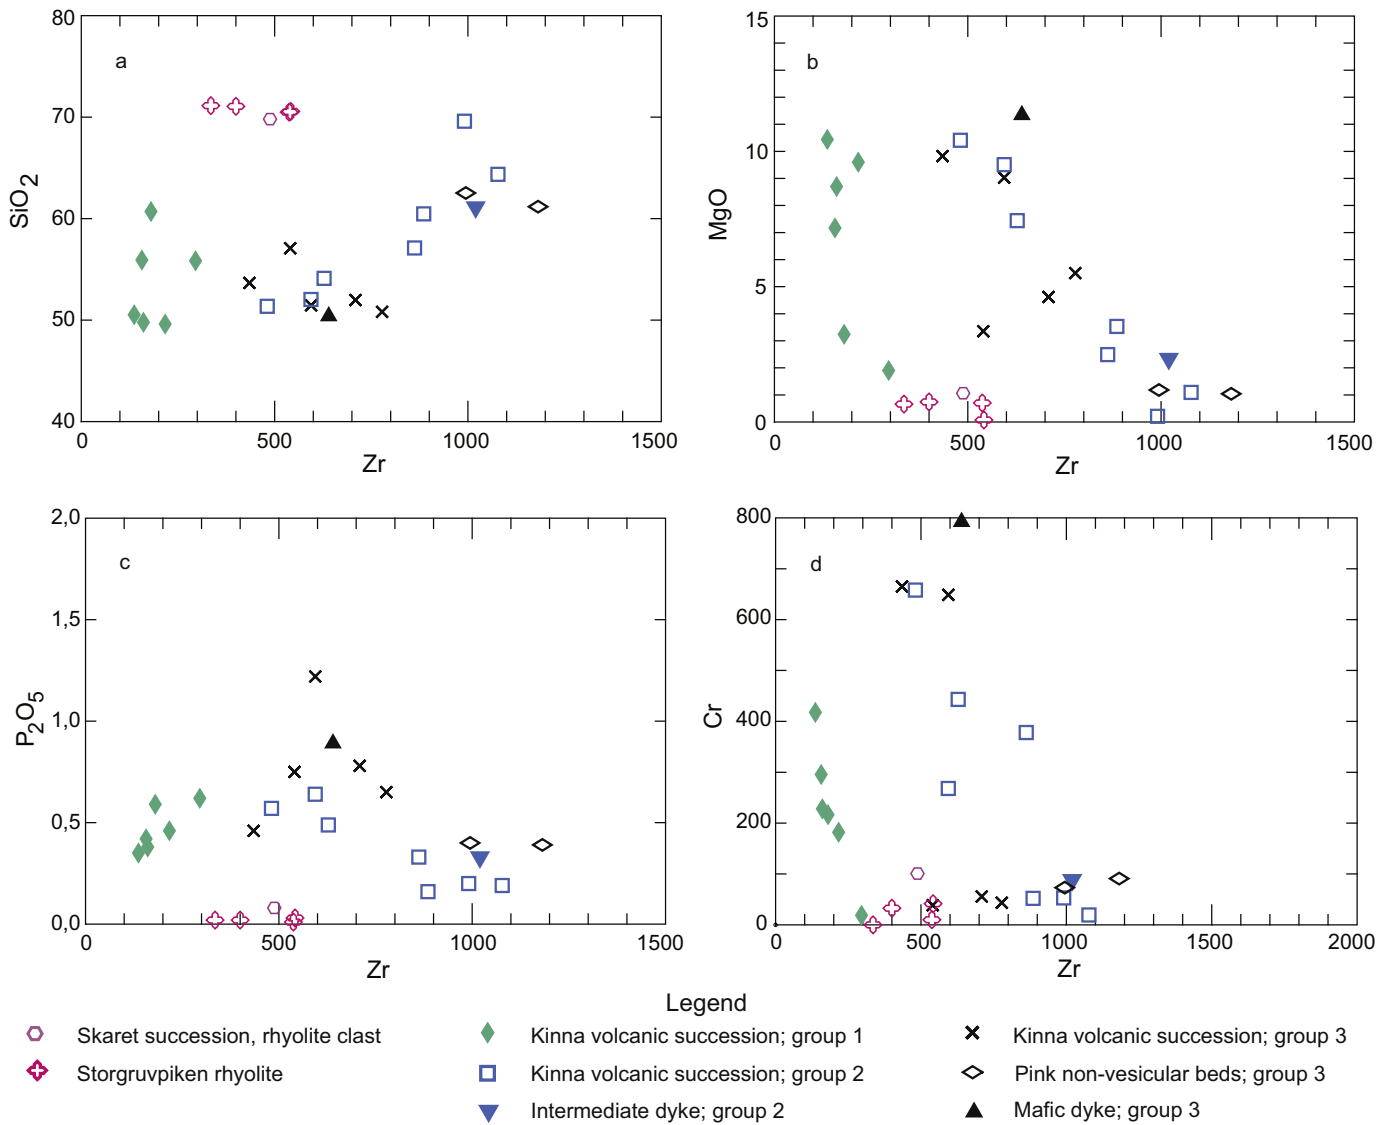 80
70
60
50
40
SiO2
a
0 500 1000 1500
Zr
15
10
5
0
MgO
b
0 500 1000 1500
Zr
2,0
1,5
1,0
0,5
0,0
P2O5
c
0 500 1000 1500
Zr
800
600
400
200
0
Cr
d
0 500 1000 1500 2000
Zr
Legend
Skaret succession, rhyolite clast
Storgruvpiken rhyolite
Kinna volcanic succession; group 1
Kinna volcanic succession; group 2
Intermediate dyke; group 2
Kinna volcanic succession; group 3
Pink non-vesicular beds; group 3
Mafic dyke; group 3